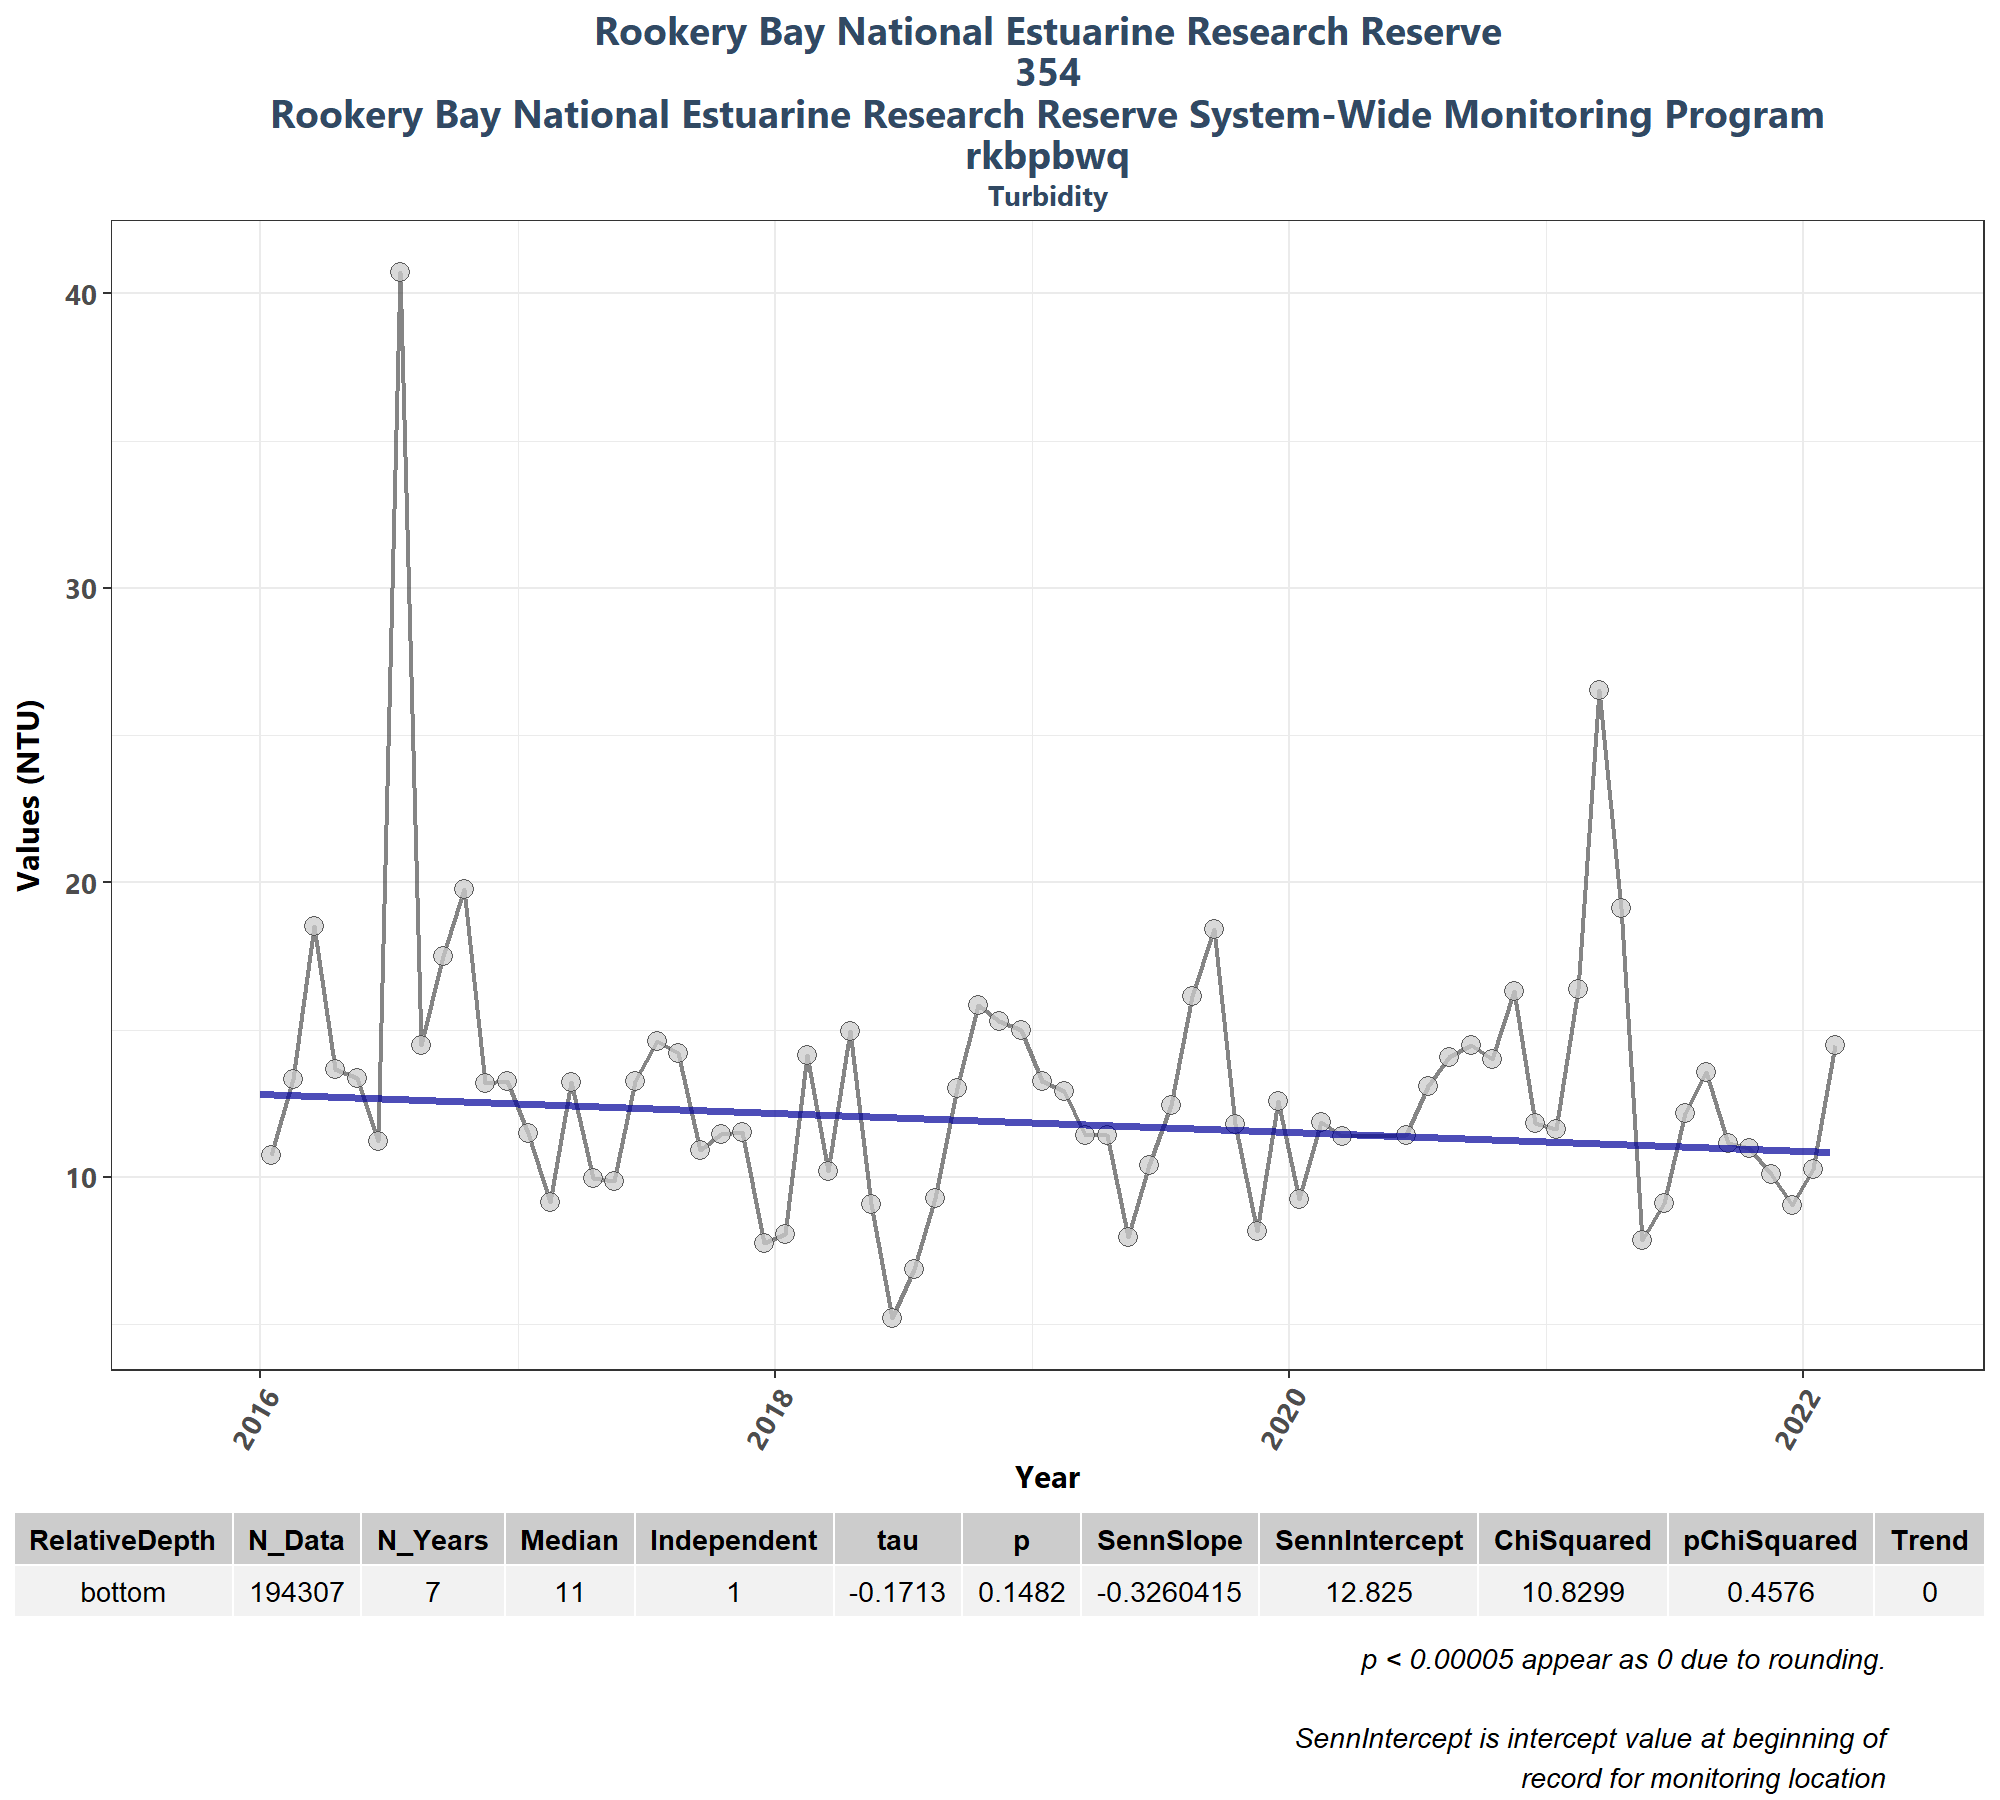 Rookery Bay National Estuarine Research Reserve
354
Rookery Bay National Estuarine Research Reserve System-Wide Monitoring Program
rkbpbwq
Turbidity
Values (NTU)
40
30
20
10
2016 2018 2020 2022
Year
RelativeDepth N_Data N_Years Median Independent tau p SennSlope SennIntercept ChiSquared pChiSquared Trend
bottom 194307 7 11 1 -0.1713 0.1482 -0.3260415 12.825 10.8299 0.4576 0
p < 0.00005 appear as 0 due to rounding.
SennIntercept is intercept value at beginning of
record for monitoring location